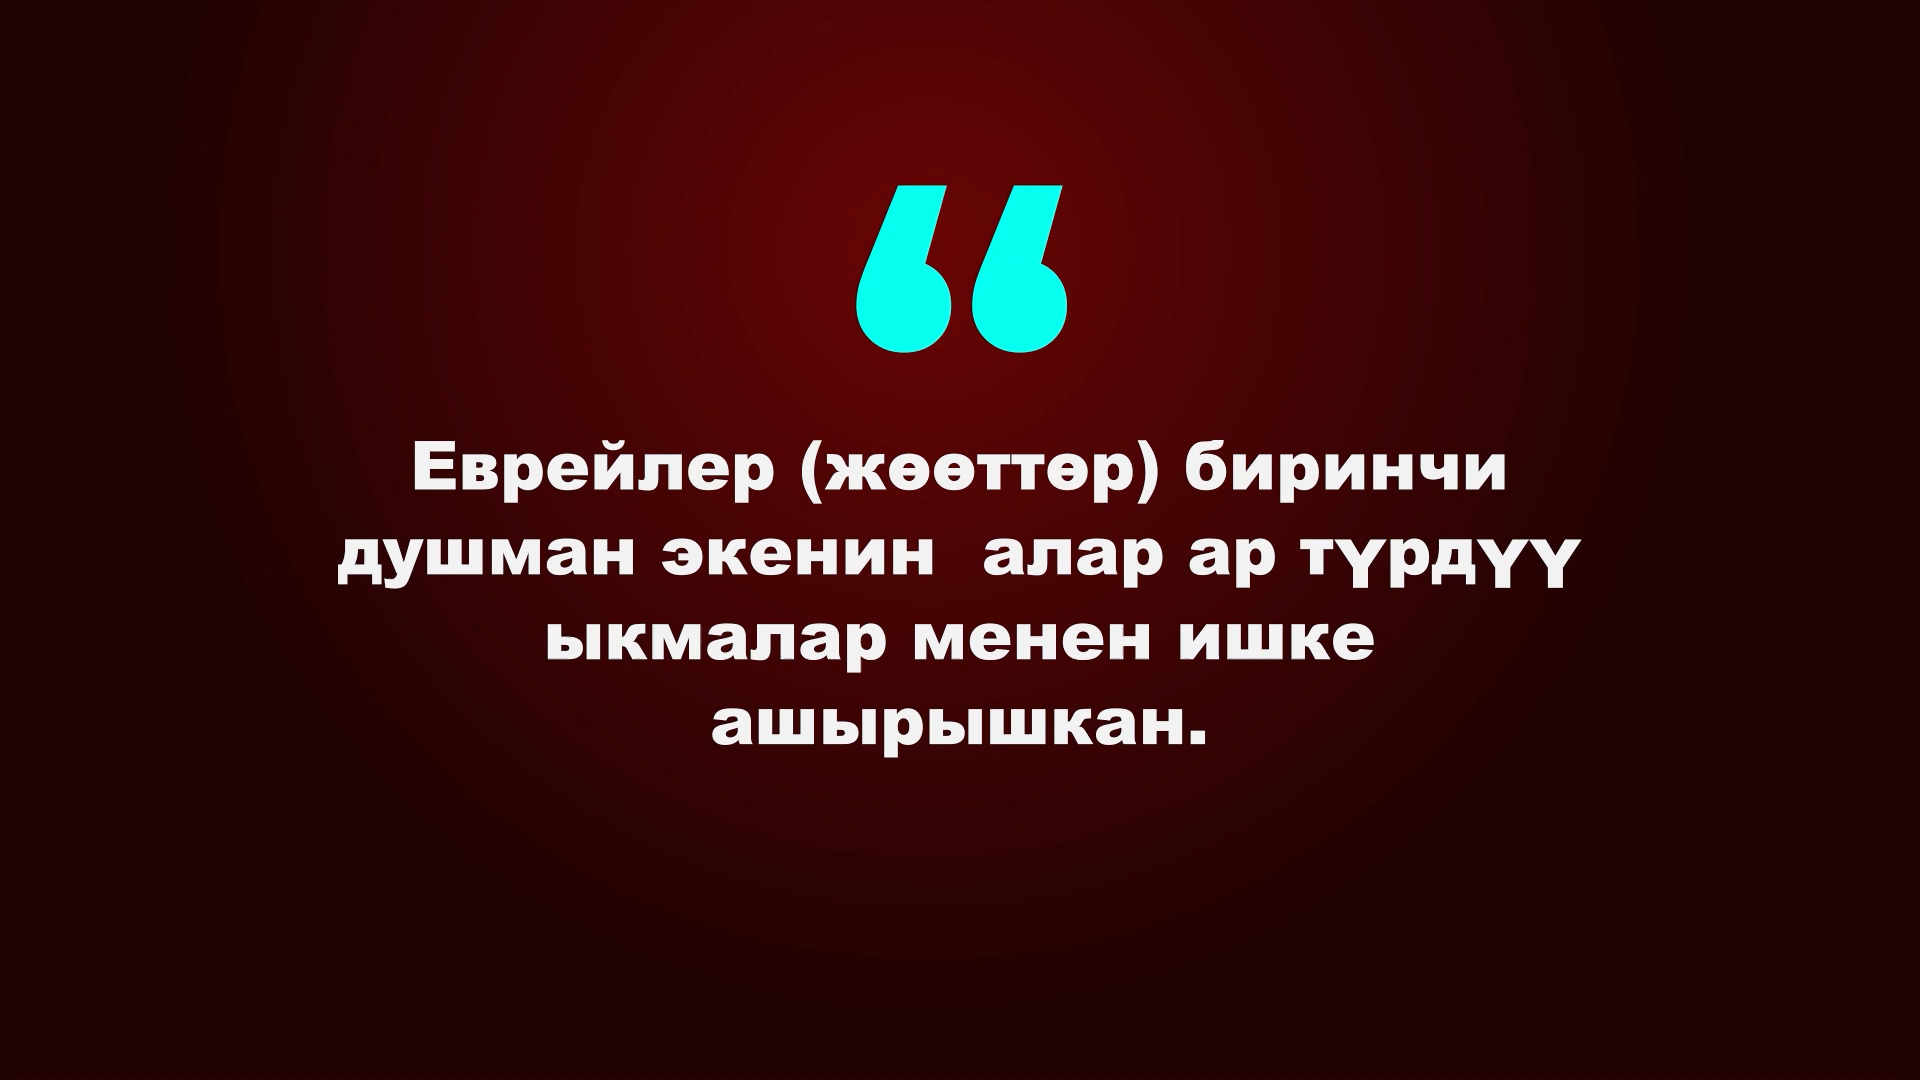 “
Еврейлер (жөөттөр) биринчи
душман экенин  алар ар түрдүү
ыкмалар менен ишке
ашырышкан.